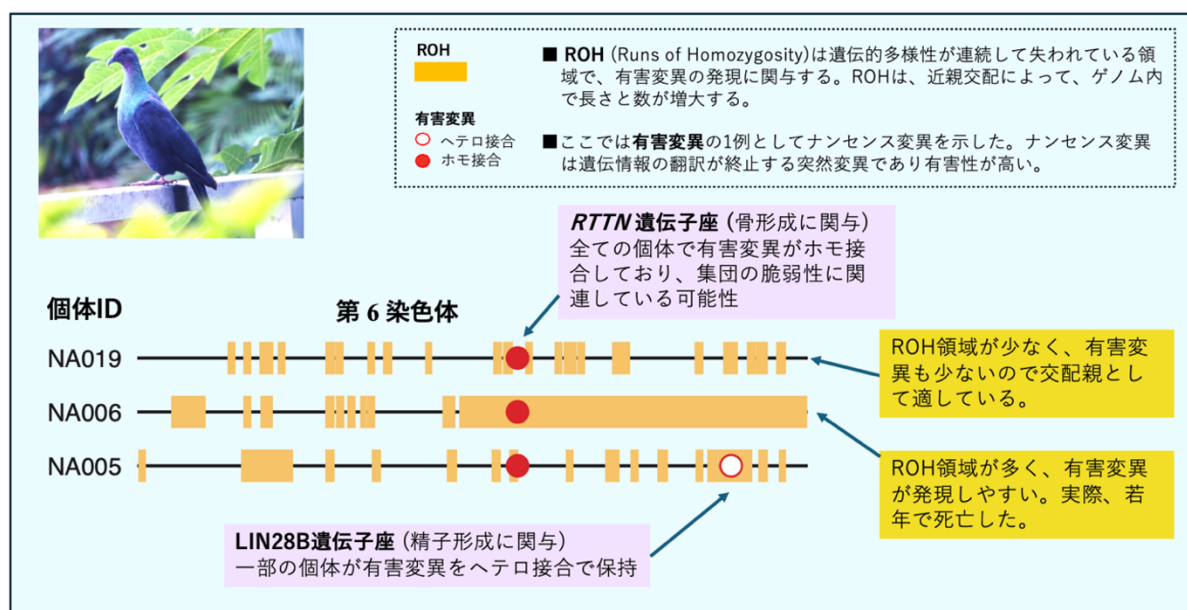 ROH
■ ROH (Runs of Homozygosity)は遺伝的多様性が連続して失われている領
域で、有害変異の発現に関与する。ROHは、近親交配によって、ゲノム内
で長さと数が増大する。
有害変異
ヘテロ接合
ホモ接合
■ここでは有害変異の1例としてナンセンス変異を示した。ナンセンス変異
は遺伝情報の翻訳が終止する突然変異であり有害性が高い。
RTTN 遺伝子座 (骨形成に関与)
全ての個体で有害変異がホモ接
合しており、集団の脆弱性に関
連している可能性
個体ID
第 6 染色体
NA019
NA006
NA005
ROH領域が少なく、有害変
異も少ないので交配親とし
て適している。
ROH領域が多く、有害変異
が発現しやすい。実際、若
年で死亡した。
LIN28B遺伝子座 (精子形成に関与)
一部の個体が有害変異をヘテロ接合で保持